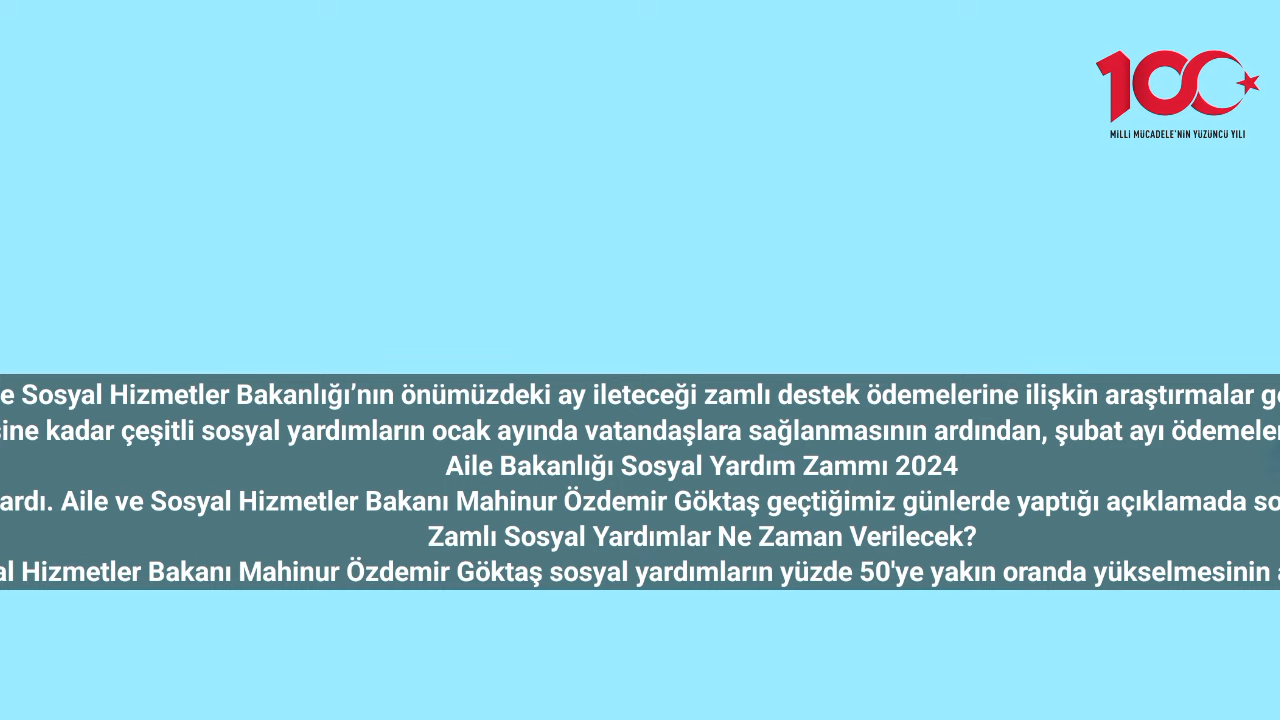 100
MİLLİ MÜCADELE'NİN YÜZÜNCÜ YILI
e Sosyal Hizmetler Bakanlığı’nın önümüzdeki ay ileteceği zamlı destek ödemelerine ilişkin araştırmalar
sine kadar çeşitli sosyal yardımların ocak ayında vatandaşlara sağlanmasının ardından, şubat ayı ödemeler
Aile Bakanlığı Sosyal Yardım Zammı 2024
ardı. Aile ve Sosyal Hizmetler Bakanı Mahinur Özdemir Göktaş geçtiğimiz günlerde yaptığı açıklamada so
Zamlı Sosyal Yardımlar Ne Zaman Verilecek?
al Hizmetler Bakanı Mahinur Özdemir Göktaş sosyal yardımların yüzde 50'ye yakın oranda yükselmesinin